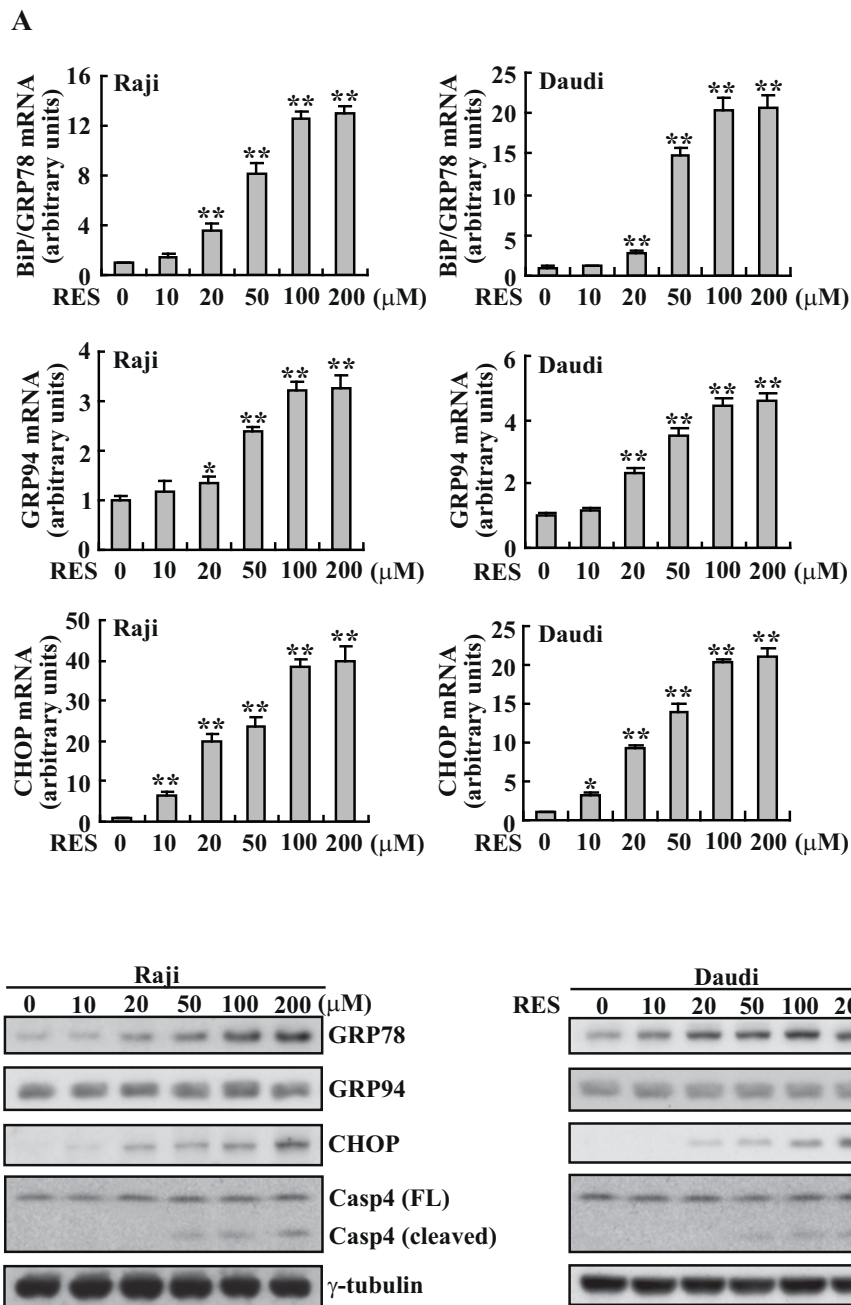 A
Raji
BiP/GRP78 mRNA
(arbitrary units)
16
12
8
4
0
** ** ** **
RES 0 10 20 50 100 200 (μM)
Daudi
BiP/GRP78 mRNA
(arbitrary units)
25
20
15
10
5
0
** ** ** **
RES 0 10 20 50 100 200 (μM)
Raji
GRP94 mRNA
(arbitrary units)
4
3
2
1
0
* ** ** **
RES 0 10 20 50 100 200 (μM)
Daudi
GRP94 mRNA
(arbitrary units)
6
4
2
0
** ** ** **
RES 0 10 20 50 100 200 (μM)
Raji
CHOP mRNA
(arbitrary units)
50
40
30
20
10
0
** ** ** ** **
RES 0 10 20 50 100 200 (μM)
Daudi
CHOP mRNA
(arbitrary units)
25
20
15
10
5
0
* ** ** ** **
RES 0 10 20 50 100 200 (μM)
Raji
0 10 20 50 100 200 (μM)
GRP78
GRP94
CHOP
Casp4 (FL)
Casp4 (cleaved)
γ-tubulin
Daudi
RES 0 10 20 50 100